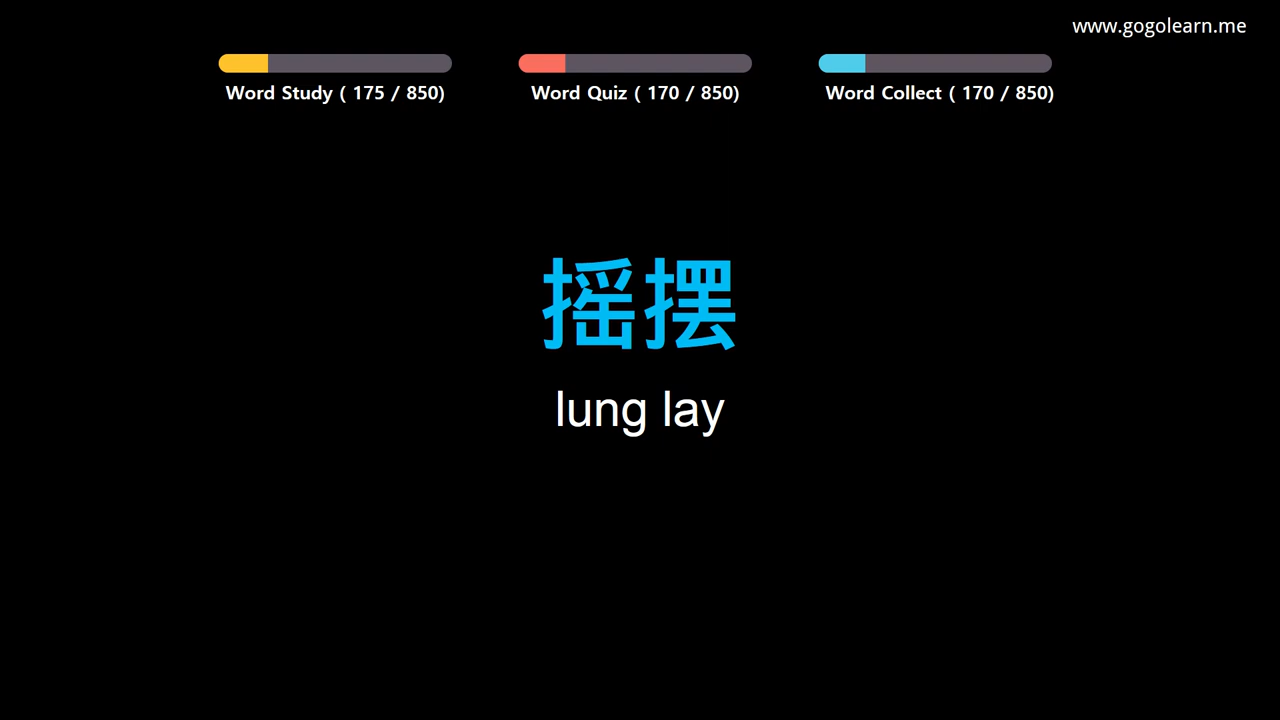 www.gogolearn.me
Word Study ( 175 / 850)
Word Quiz ( 170 / 850)
Word Collect ( 170 / 850)
摇摆
lung lay